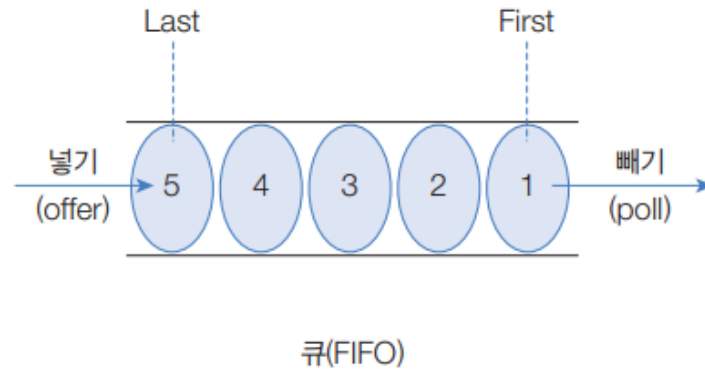 Last First
넣기 빼기
5 4 3 2 1
(offer) (poll)
큐(FIFO)